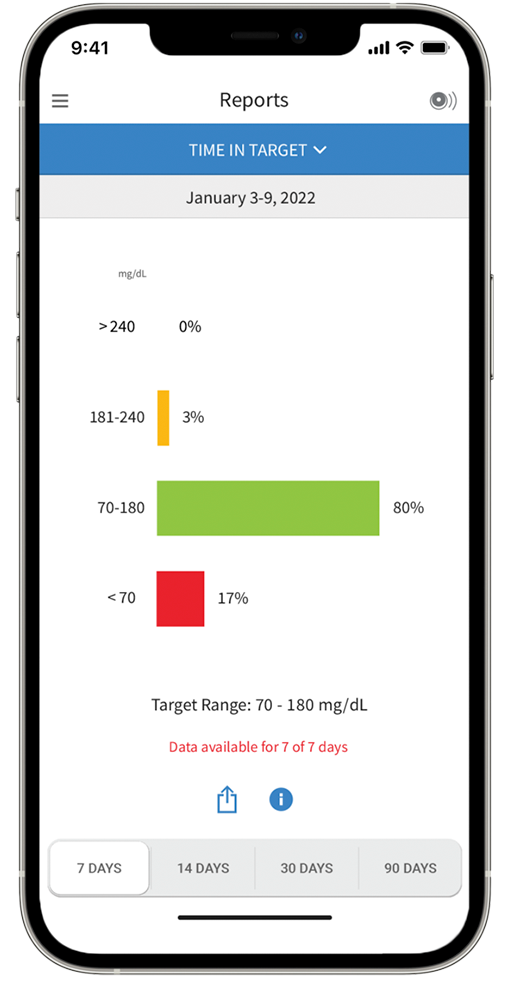 9:41
Reports
TIME IN TARGET
January 3-9, 2022
mg/dL
>240 0%
181-240 3%
70-180 80%
<70 17%
Target Range: 70 - 180 mg/dL
Data available for 7 of 7 days
i
7 DAYS 14 DAYS 30 DAYS 90 DAYS